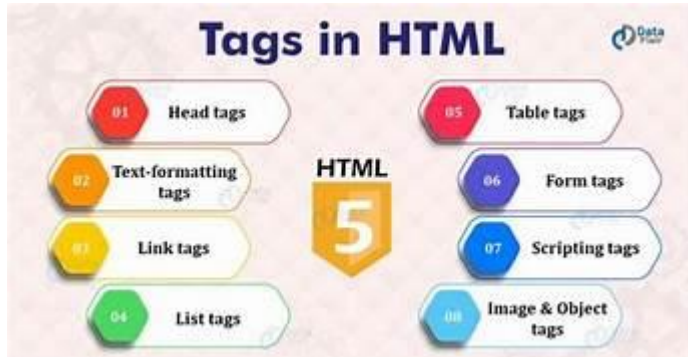 Tags in HTML
Data
Flair
01
Head tags
02
Text-formatting
tags
03
Link tags
04
List tags
HTML
5
05
Table tags
06
Form tags
07
Scripting tags
08
Image & Object
tags